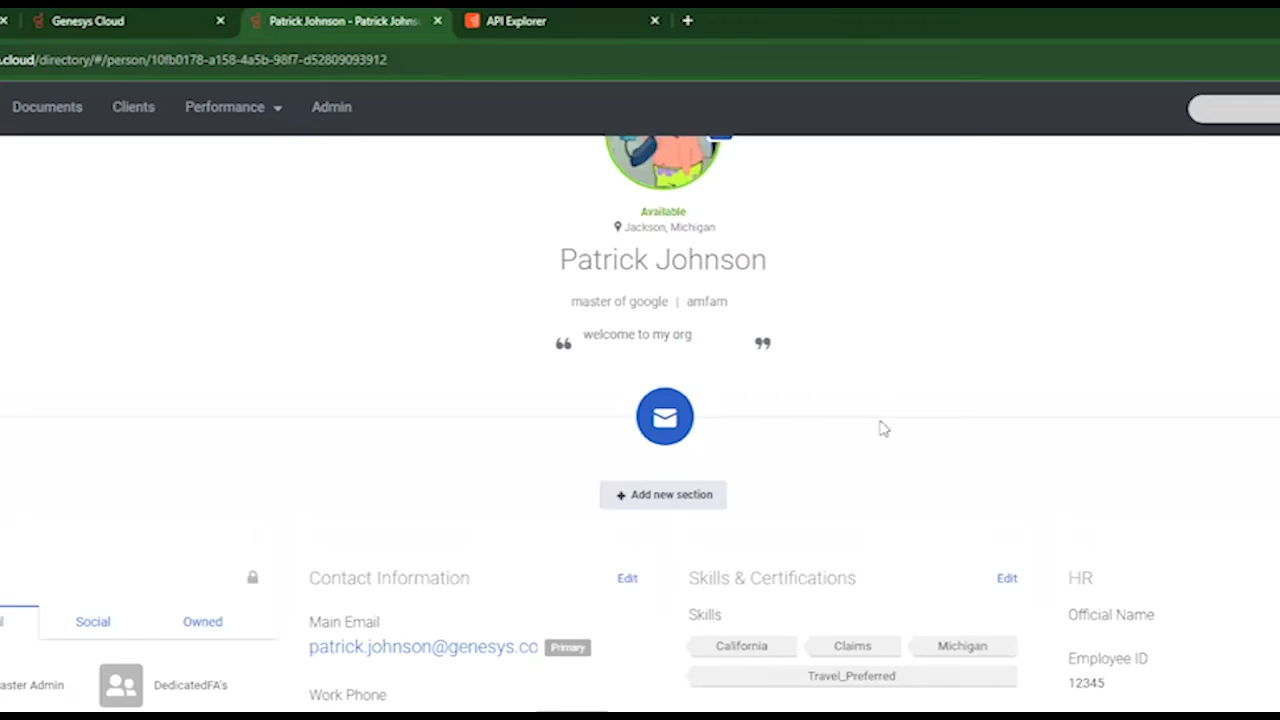 Genesys Cloud
Patrick Johnson - Patrick Johns
API Explorer
.cloud/directory/#/person/10fb0178-a158-4a5b-98f7-d52809093912
Documents Clients Performance Admin
Available
Jackson, Michigan
Patrick Johnson
master of google | amfam
“ welcome to my org ”
+ Add new section
Contact Information Edit
Skills & Certifications Edit
HR
Social Owned
Main Email
Skills
Official Name
patrick.johnson@genesys.co Primary
California Claims Michigan
Employee ID
aster Admin DedicatedFA's
Work Phone
Travel_Preferred
12345